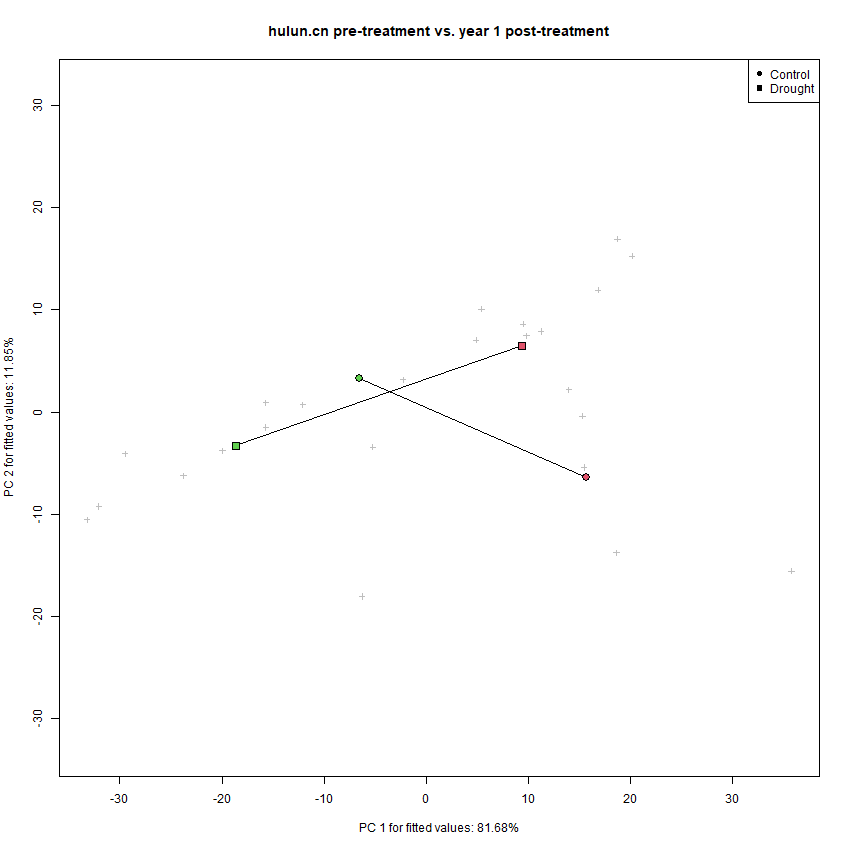 hulun.cn pre-treatment vs. year 1 post-treatment
Control
Drought
30
20
10
0
-10
-20
-30
PC 2 for fitted values: 11.85%
-30
-20
-10
0
10
20
30
PC 1 for fitted values: 81.68%